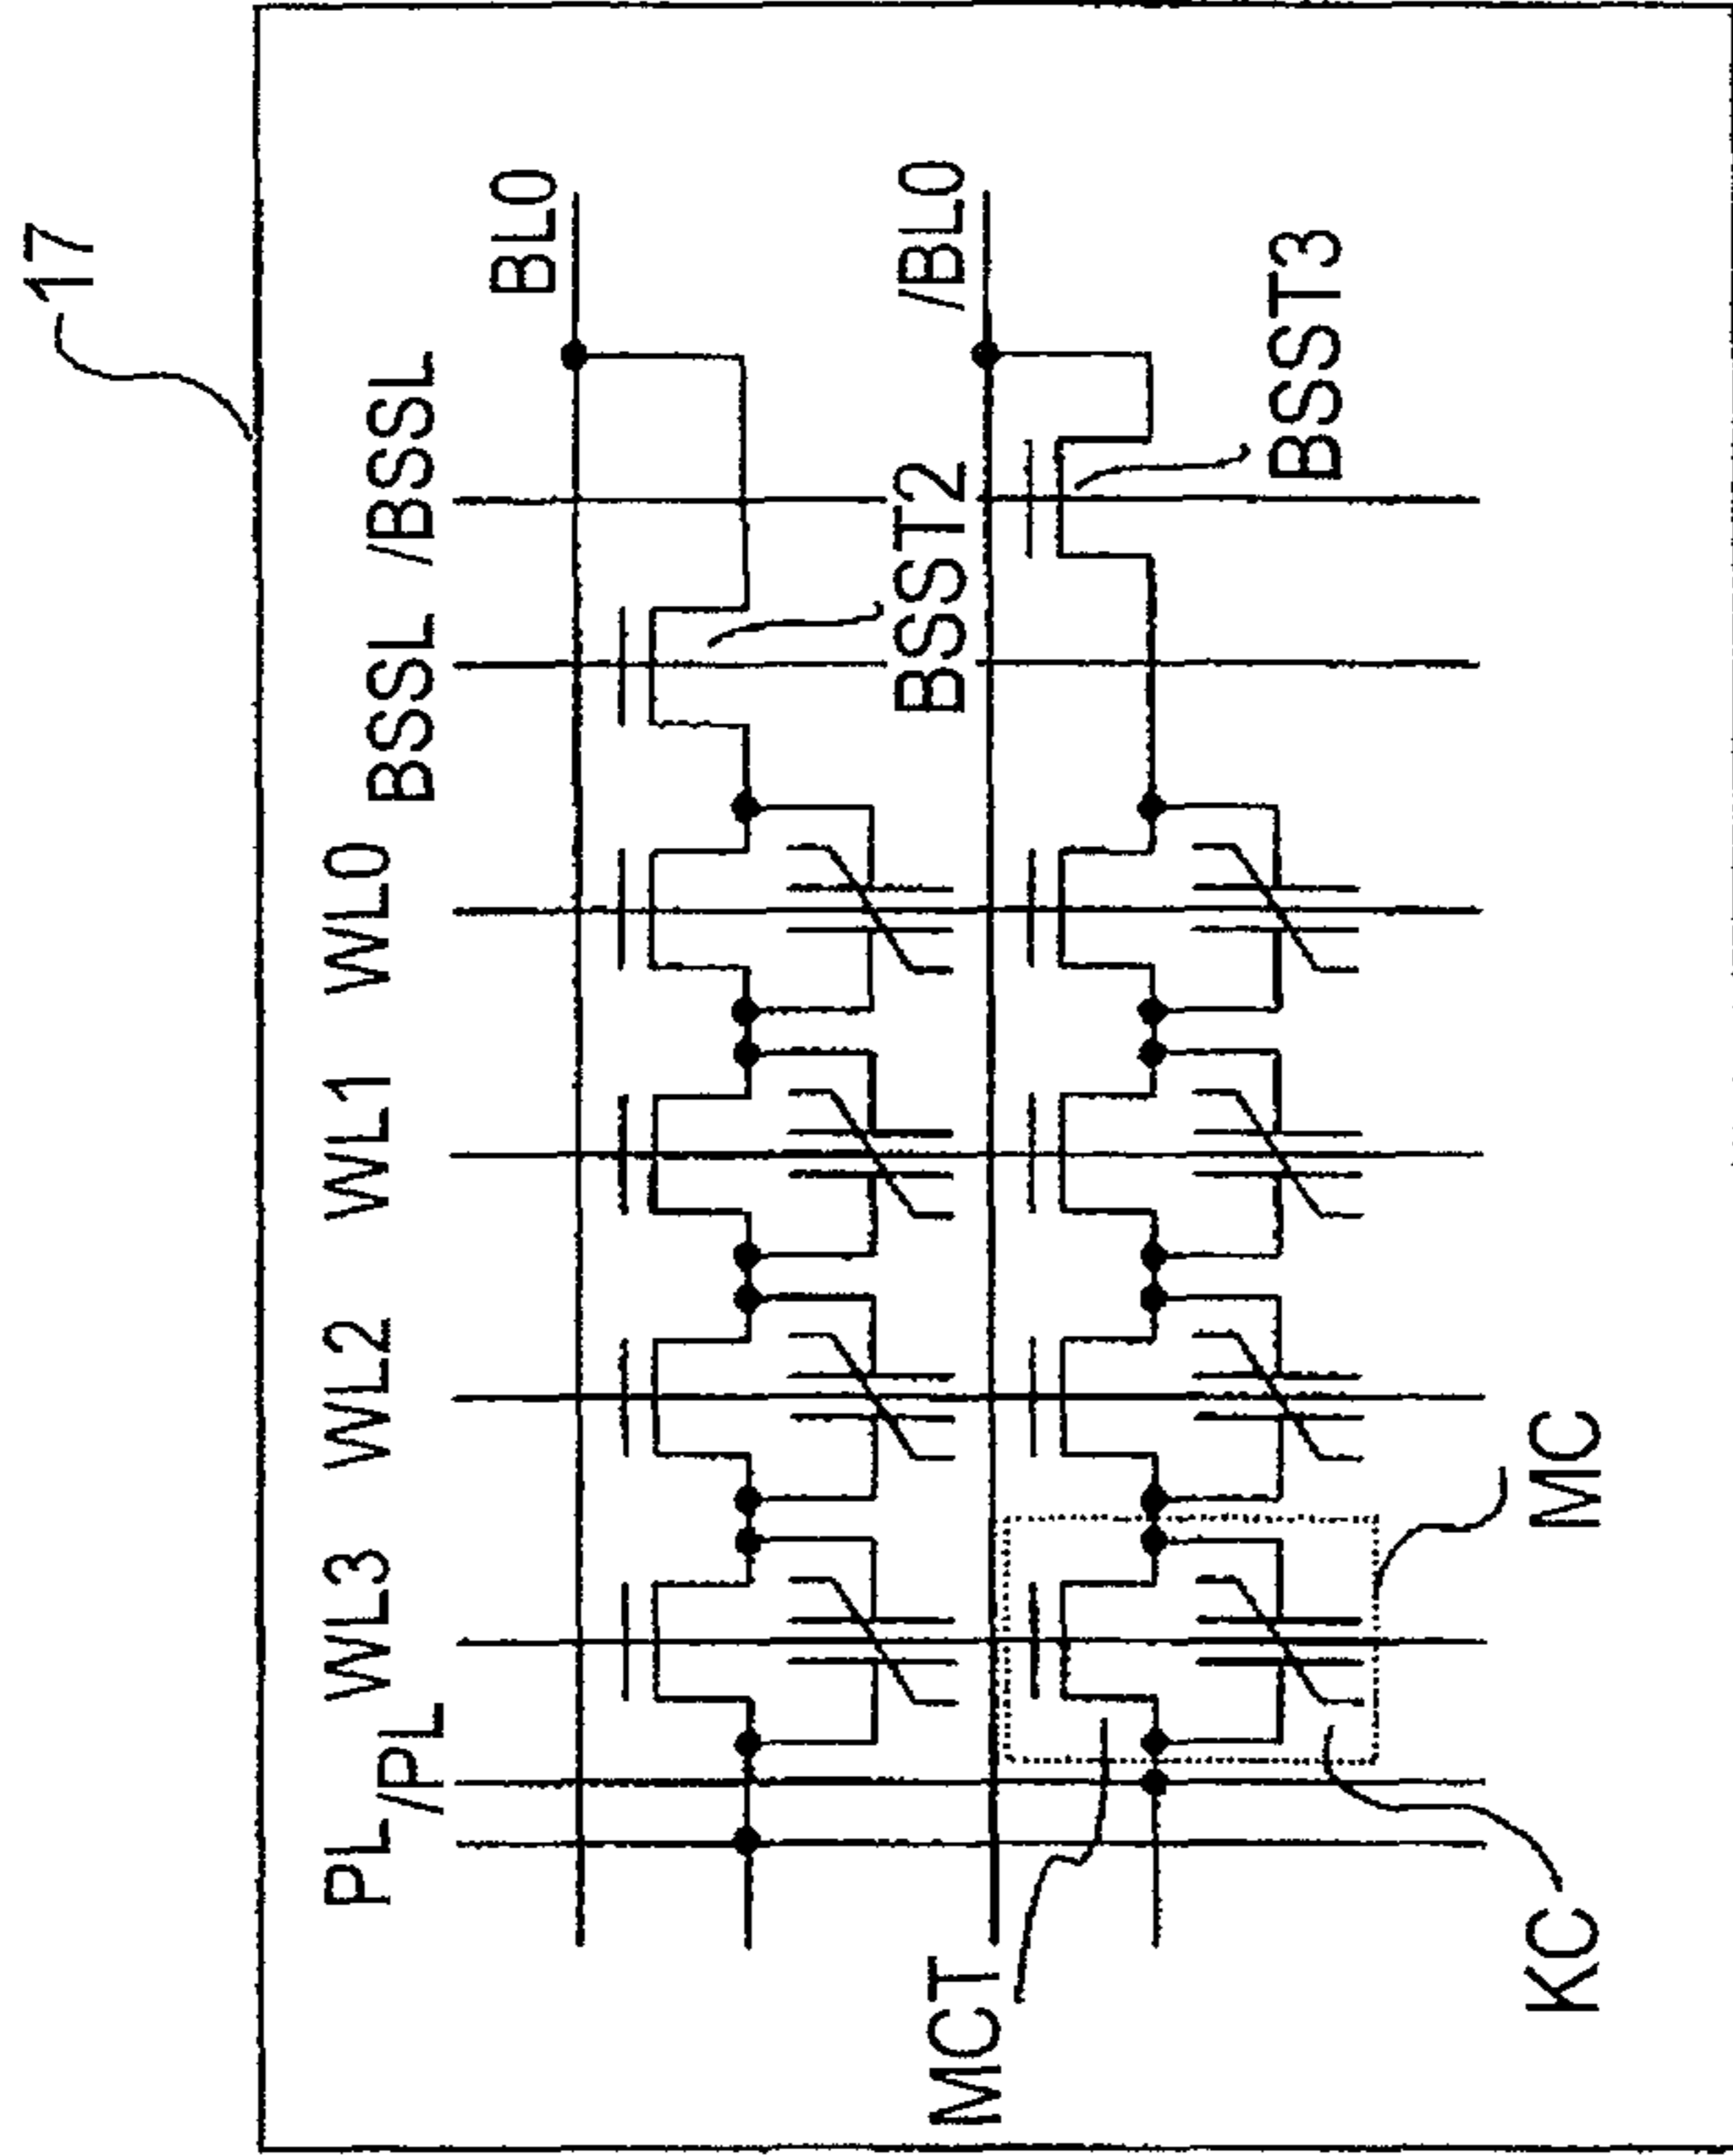 17
PL
/PL
WL3
WL2
WL1
WL0
BSSL
/BSSL
BL0
BSST2
/BL0
BSST3
MCT
KC
MC